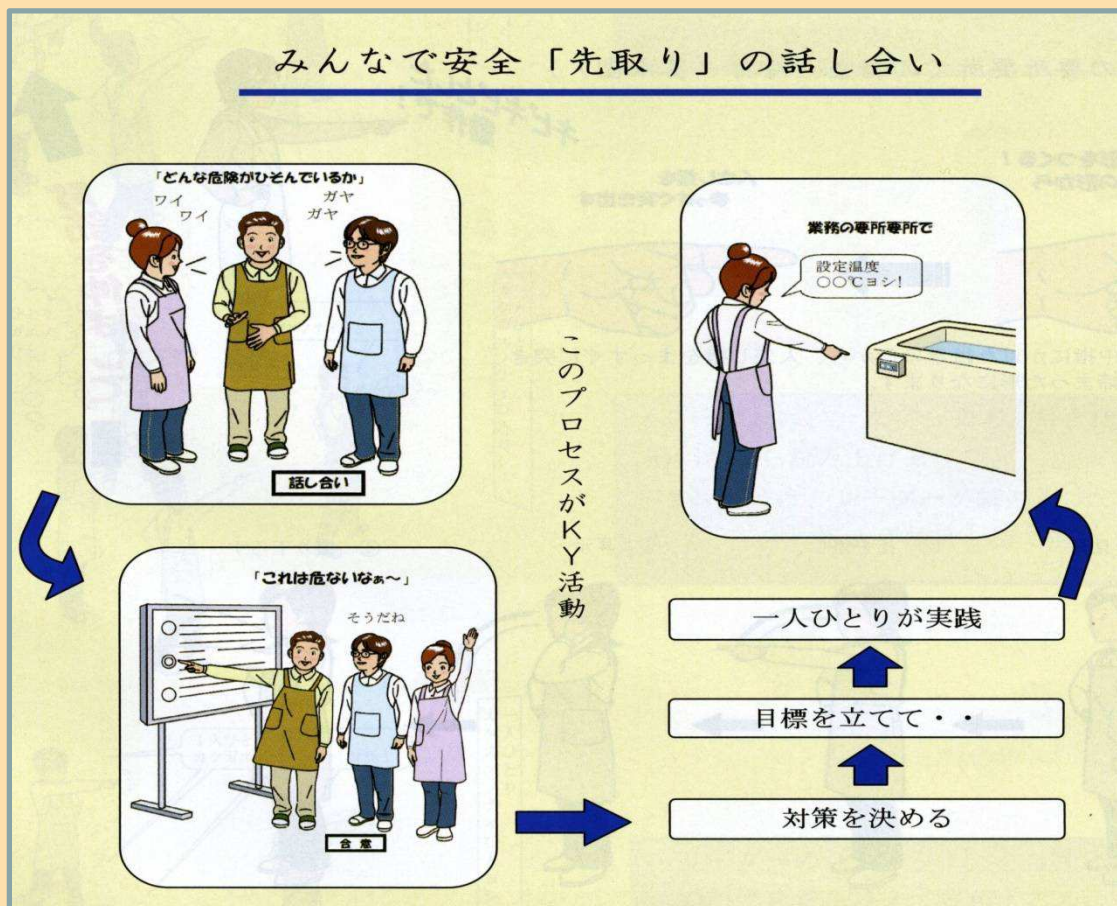 みんなで安全「先取り」の話し合い
「どんな危険がひそんでいるか」
ワイ
ワイ
ガヤ
ガヤ
話し合い
「これは危ないなぁ～」
そうだね
合意
このプロセスがＫＹ活動
対策を決める
目標を立てて・・
一人ひとりが実践
業務の要所要所で
設定温度
○○℃ヨシ！